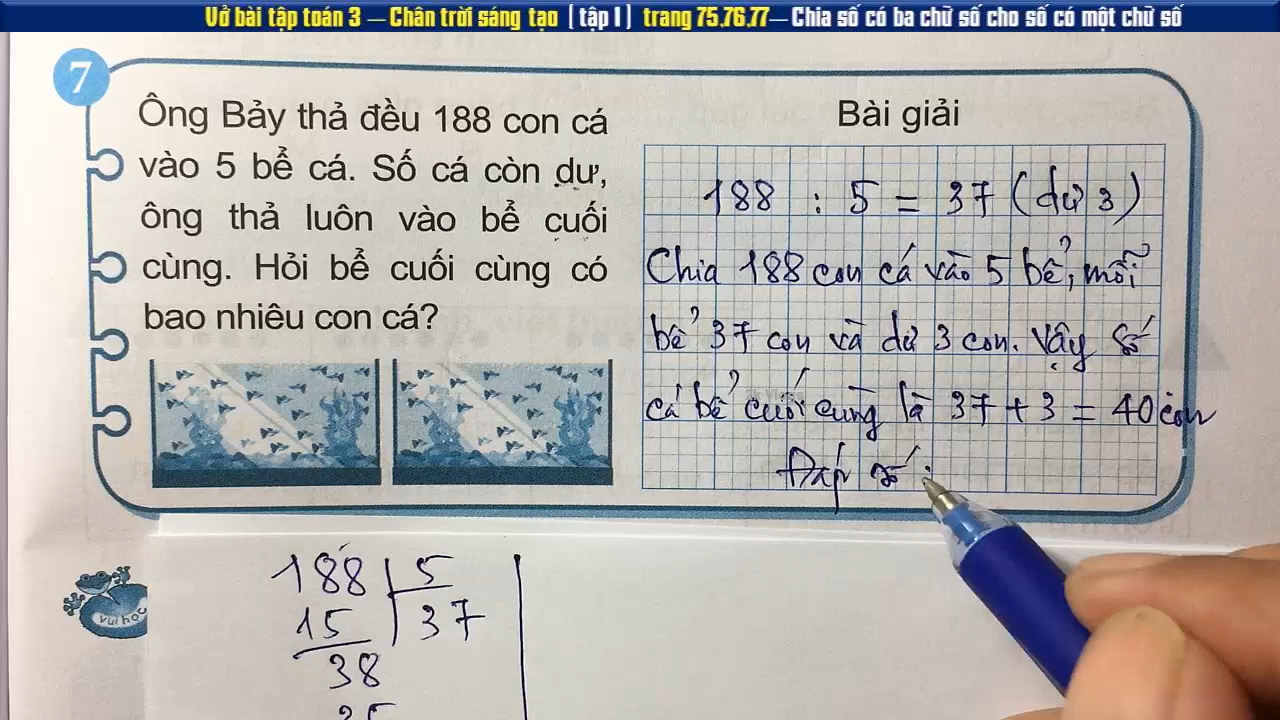 Vở bài tập toán 3 – Chân trời sáng tạo (tập 1) trang 75,76,77– Chia số có ba chữ số cho số có một chữ số
7
Ông Bảy thả đều 188 con cá
vào 5 bể cá. Số cá còn dư,
ông thả luôn vào bể cuối
cùng. Hỏi bể cuối cùng có
bao nhiêu con cá?
Bài giải
188 : 5 = 37 (dư 3)
Chia 188 con cá vào 5 bể, mỗi
bể 37 con và dư 3 con. Vậy số
cá bể cuối cùng là 37 + 3 = 40 con
Đáp số :
188 5
15 37
38
35
vui học